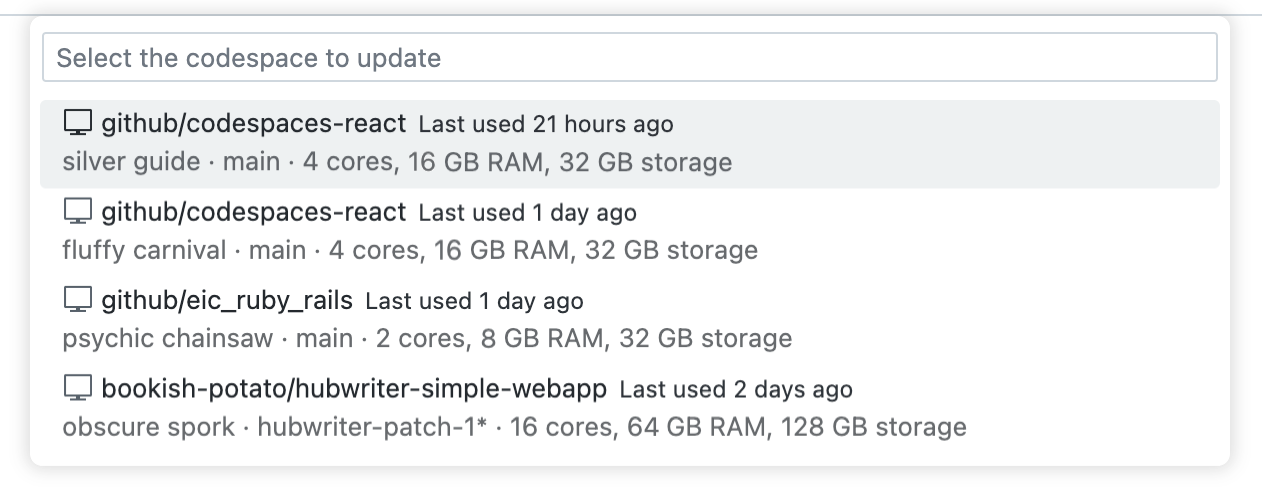 Select the codespace to update
github/codespaces-react Last used 21 hours ago
silver guide · main · 4 cores, 16 GB RAM, 32 GB storage
github/codespaces-react Last used 1 day ago
fluffy carnival · main · 4 cores, 16 GB RAM, 32 GB storage
github/eic_ruby_rails Last used 1 day ago
psychic chainsaw · main · 2 cores, 8 GB RAM, 32 GB storage
bookish-potato/hubwriter-simple-webapp Last used 2 days ago
obscure spork · hubwriter-patch-1* · 16 cores, 64 GB RAM, 128 GB storage